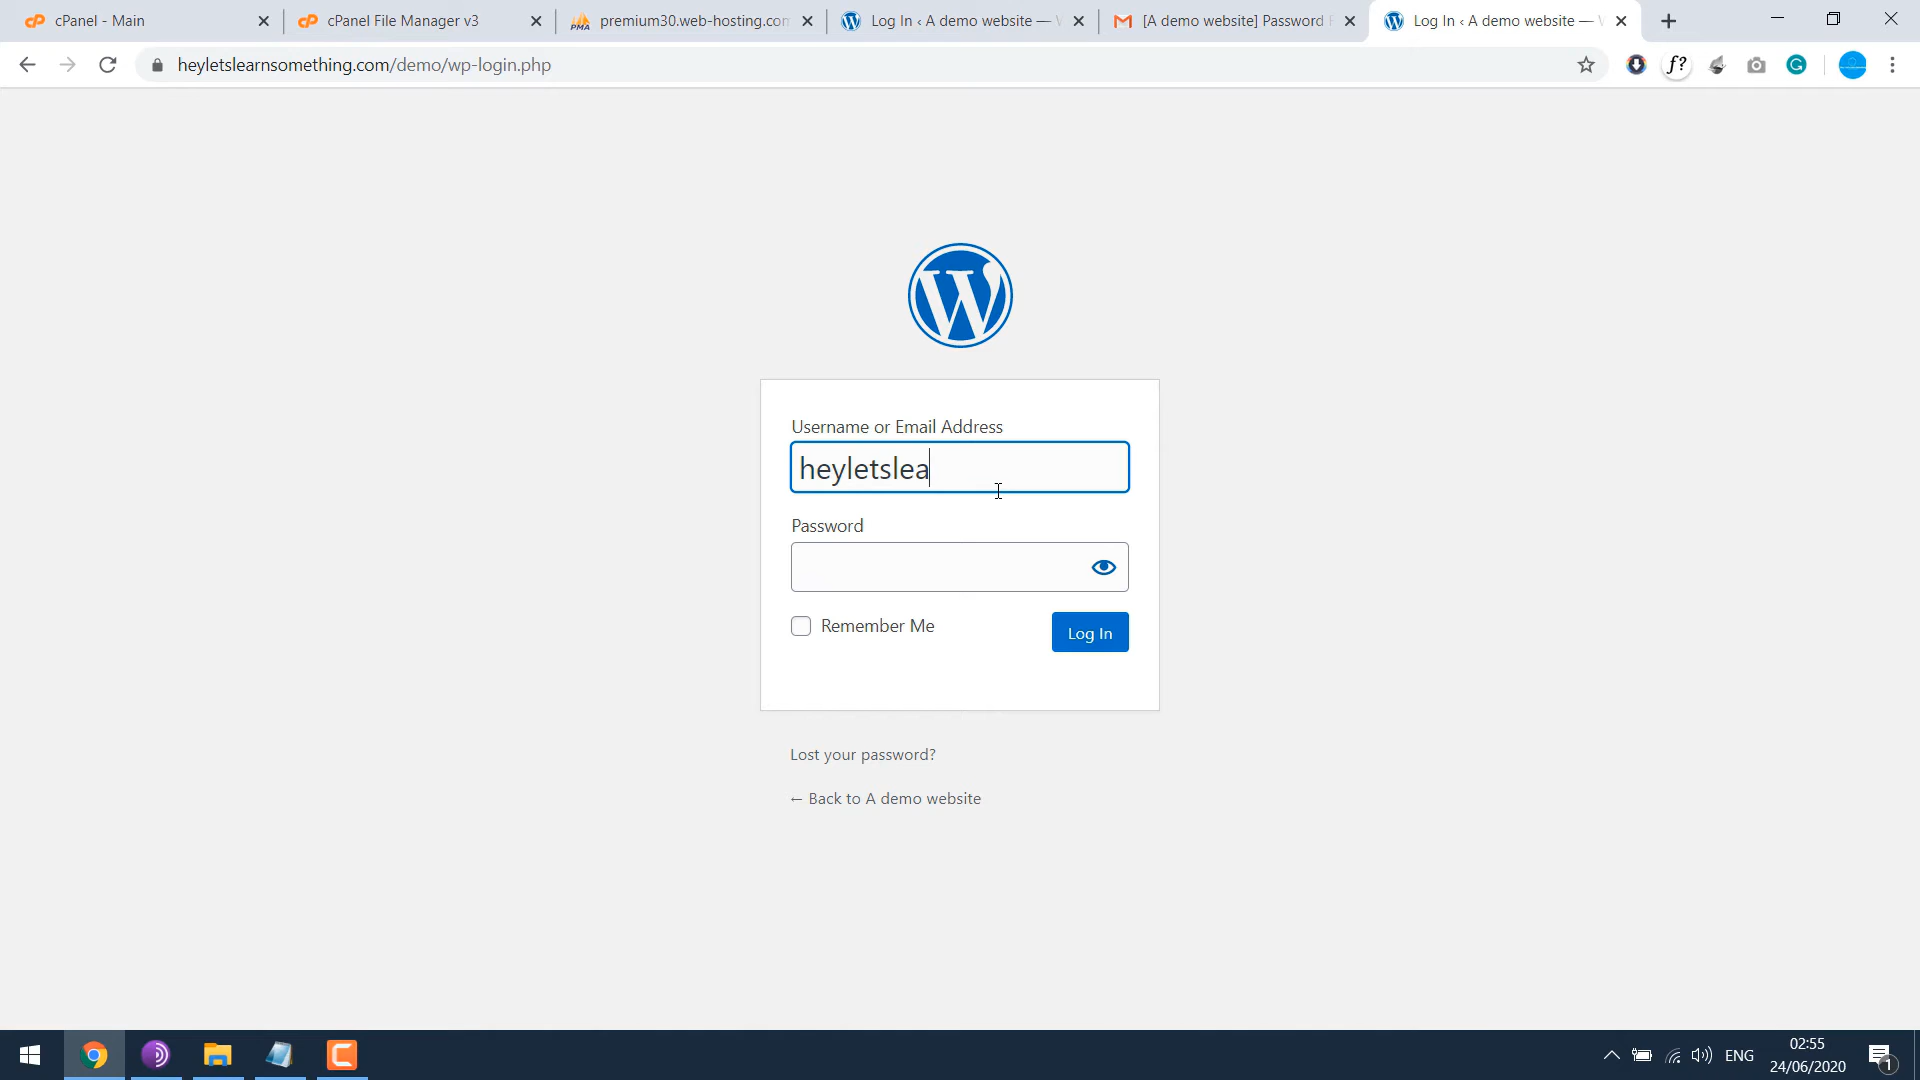 cPanel - Main
cPanel File Manager v3
premium30.web-hosting.com
Log In ‹ A demo website —
[A demo website] Password
Log In ‹ A demo website —
heyletslearnsomething.com/demo/wp-login.php
f?
Username or Email Address
heyletslea
Password
Remember Me
Log In
Lost your password?
← Back to A demo website
ENG
02:55
24/06/2020
1